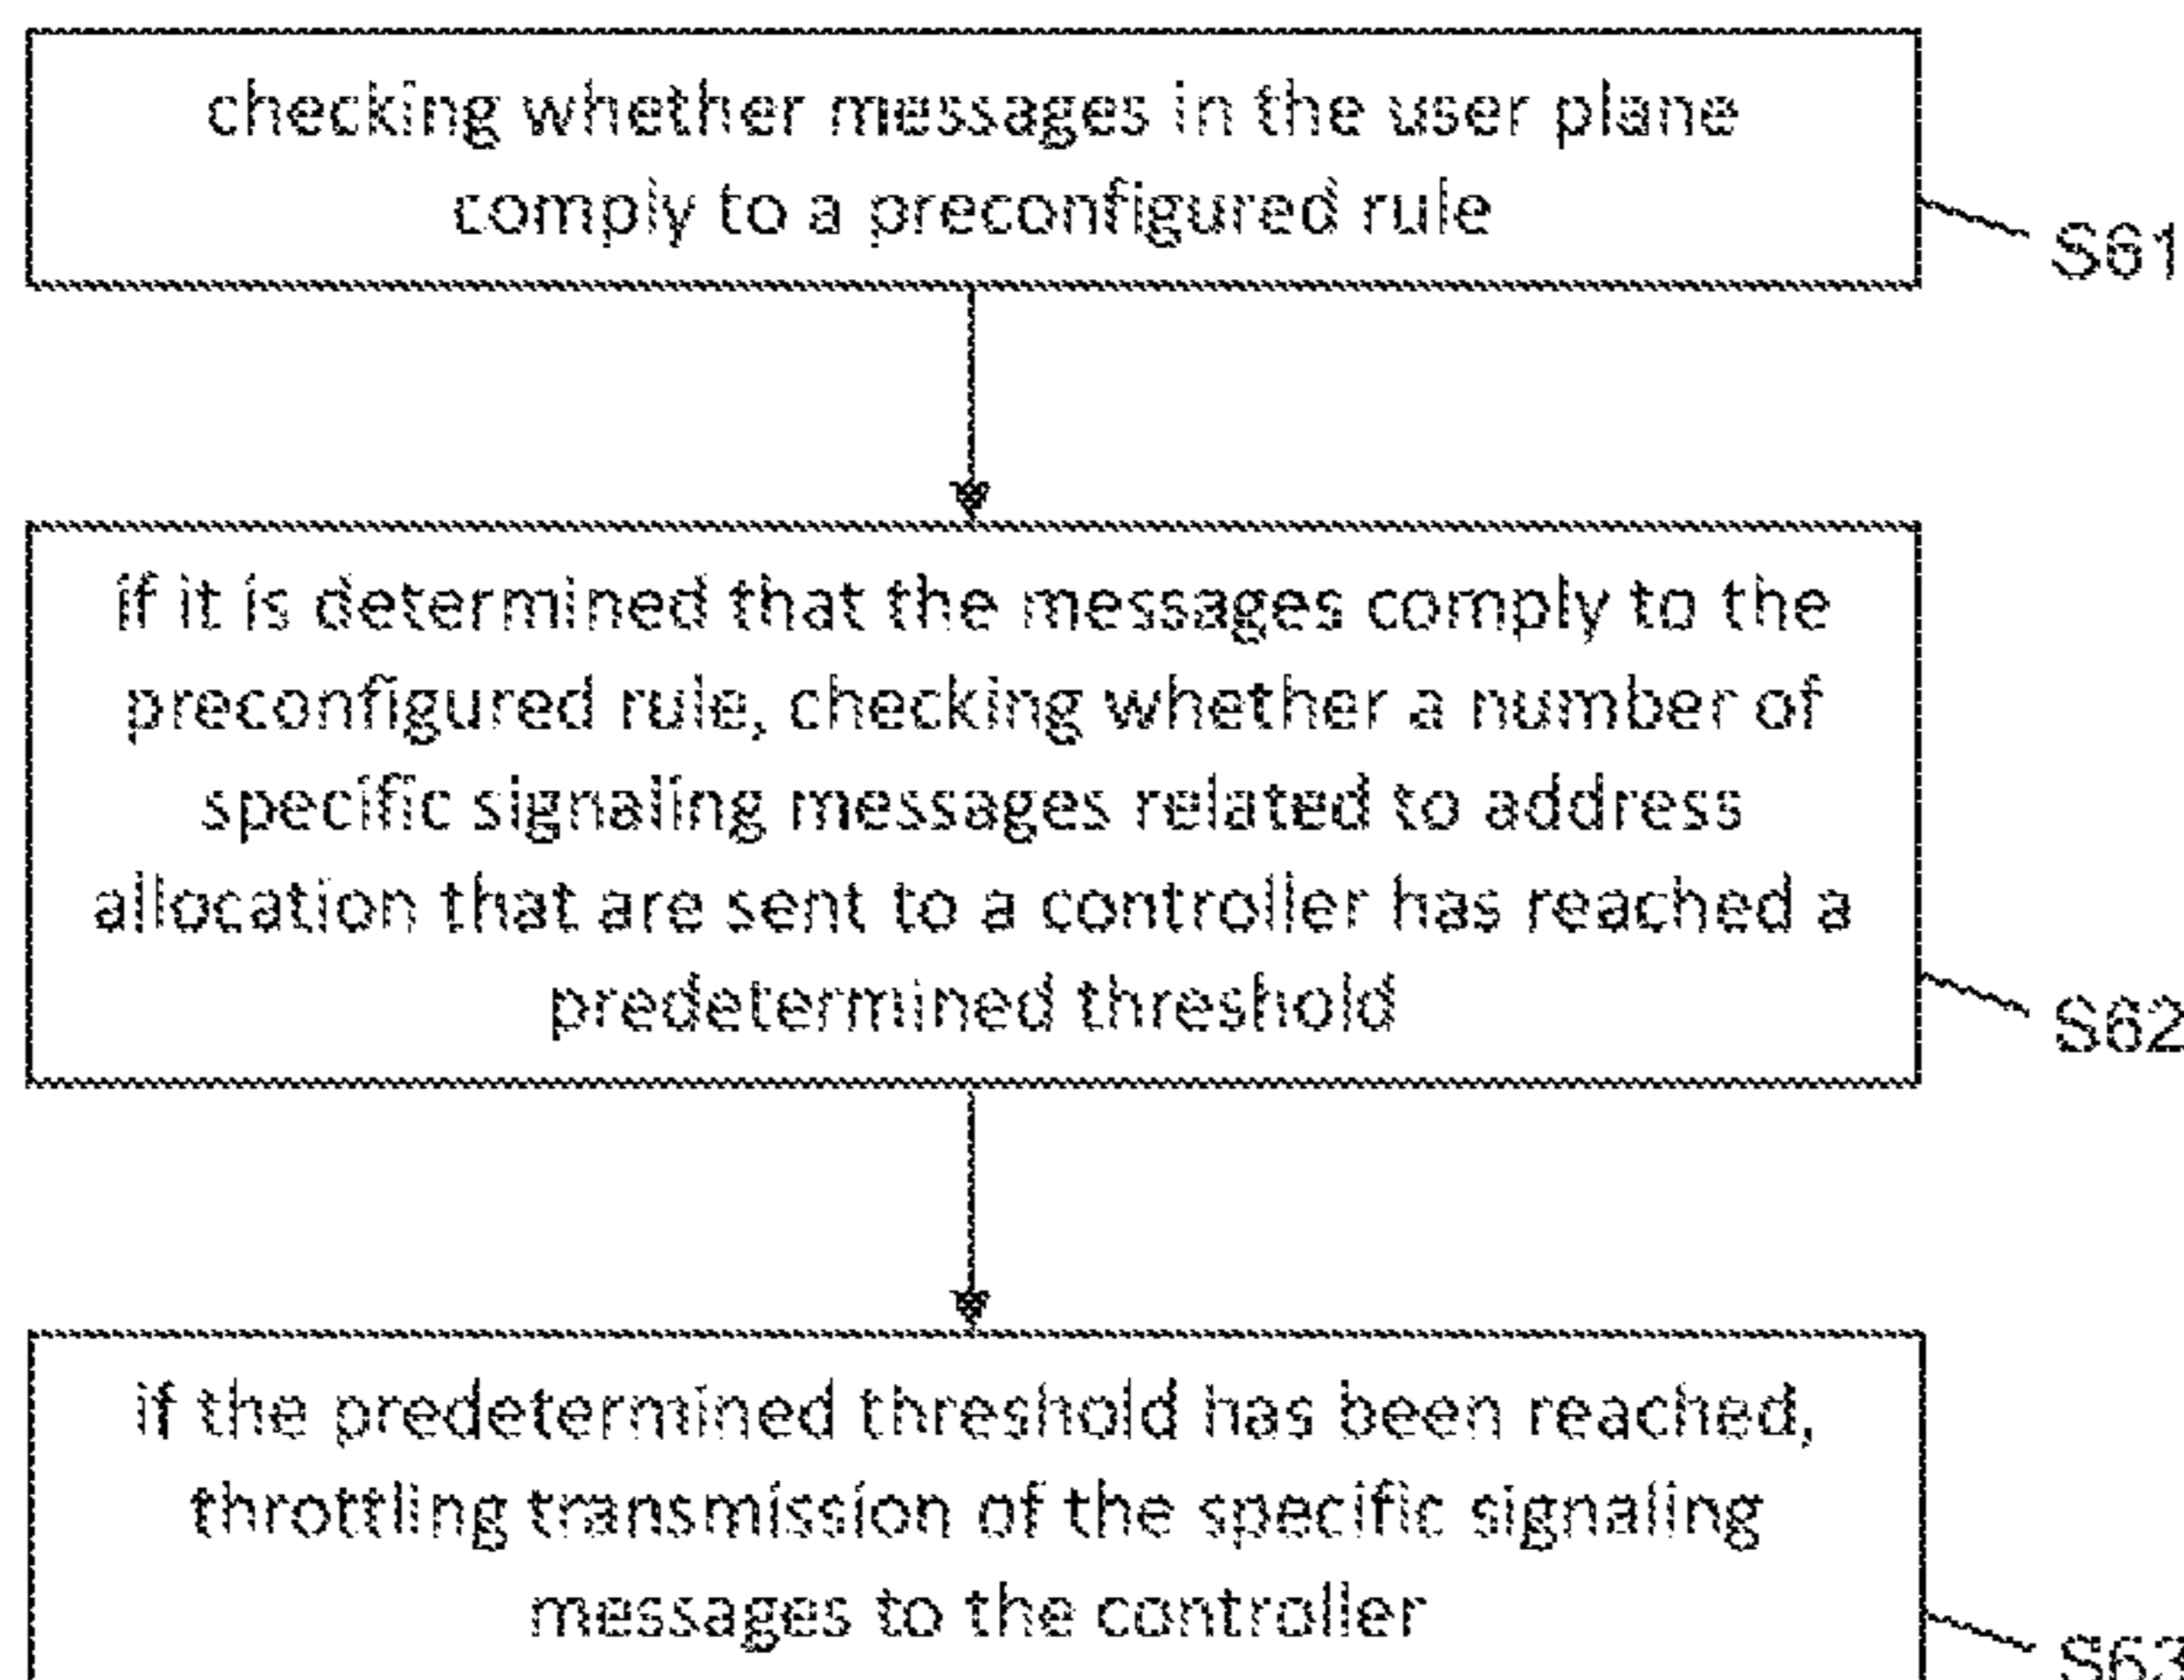 checking whether messages in the user plane
comply to a preconfigured rule
S61
if it is determined that the messages comply to the
preconfigured rule, checking whether a number of
specific signaling messages related to address
allocation that are sent to a controller has reached a
predetermined threshold
S62
if the predetermined threshold has been reached,
throttling transmission of the specific signaling
messages to the controller
S63